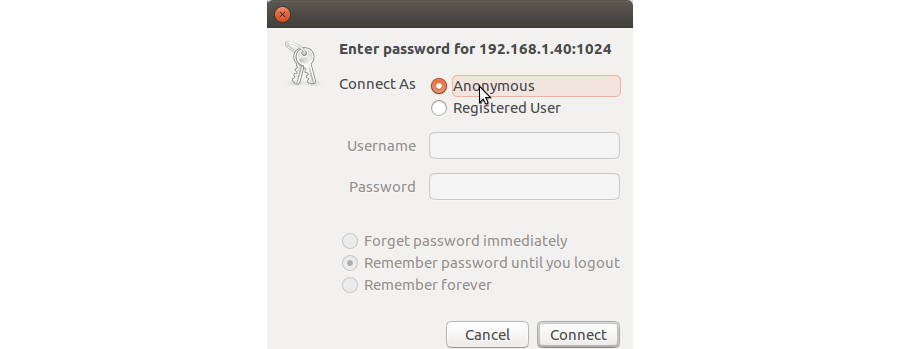 Enter password for 192.168.1.40:1024
Connect As Anonymous
Registered User
Username
Password
Forget password immediately
Remember password until you logout
Remember forever
Cancel Connect